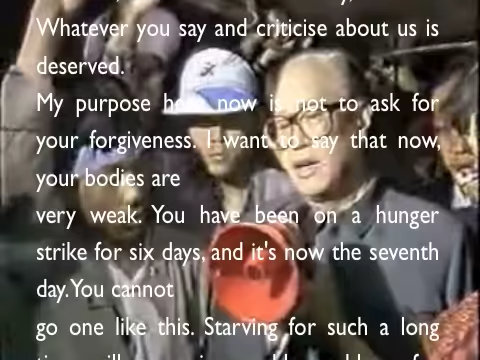 Whatever you say and criticise about us is
deserved.
My purpose here now is not to ask for
your forgiveness. I want to say that now,
your bodies are
very weak. You have been on a hunger
strike for six days, and it's now the seventh
day.You cannot
go one like this. Starving for such a long